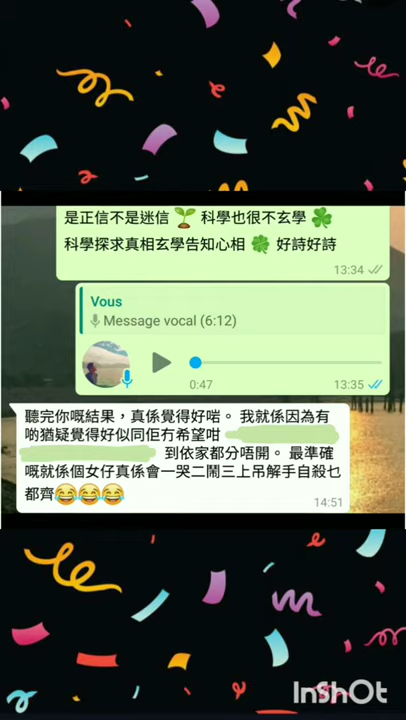 是正信不是迷信🌱 科學也很不玄學🍀
科學探求真相玄學告知心相🍀 好詩好詩
13:34
Vous
Message vocal (6:12)
0:47
13:35
聽完你嘅結果，真係覺得好啱。 我就係因為有
啲猶疑覺得好似同佢冇希望咁
到依家都分唔開。 最準確
嘅就係個女仔真係會一哭二鬧三上吊解手自殺乜
都齊😂😂😂
14:51
InShOt